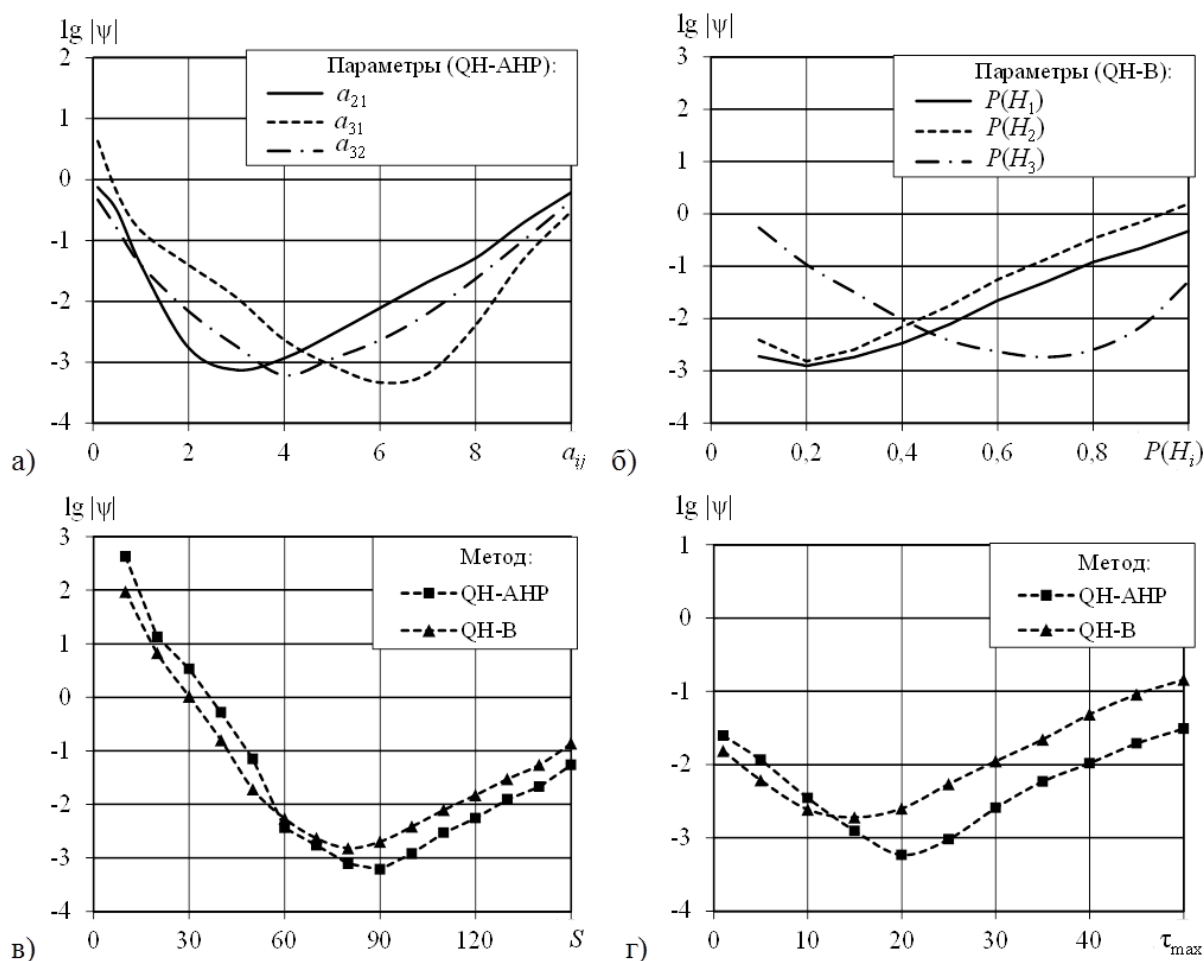 lg |ψ|
2
1
0
-1
-2
-3
-4
Параметры (QH-AHP):
a21
a31
a32
0
2
4
6
8
aij
а)
lg |ψ|
3
2
1
0
-1
-2
-3
-4
Параметры (QH-B):
P(H1)
P(H2)
P(H3)
0
0,2
0,4
0,6
0,8
P(Hi)
б)
lg |ψ|
3
2
1
0
-1
-2
-3
-4
Метод:
QH-AHP
QH-B
0
30
60
90
120
S
в)
lg |ψ|
1
0
-1
-2
-3
-4
Метод:
QH-AHP
QH-B
0
10
20
30
40
τmax
г)